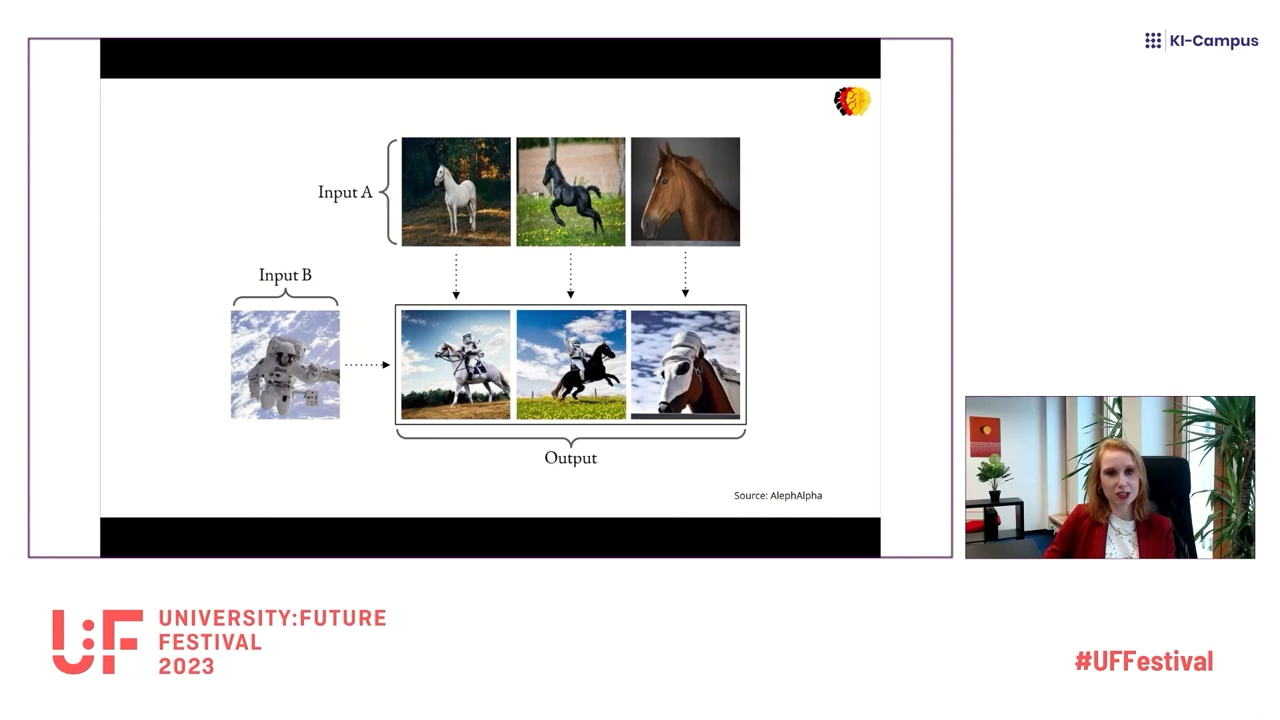 KI-Campus
Input A
Input B
Output
Source: AlephAlpha
U:F
UNIVERSITY:FUTURE
FESTIVAL
2023
#UFFestival